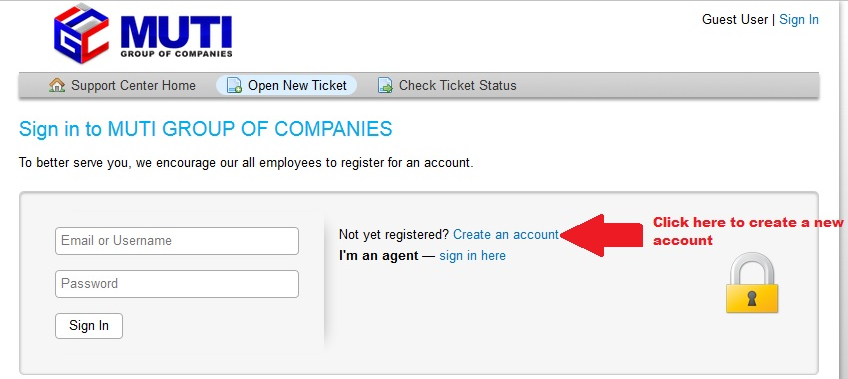 MUTI
GROUP OF COMPANIES
Guest User | Sign In
Support Center Home
Open New Ticket
Check Ticket Status
Sign in to MUTI GROUP OF COMPANIES
To better serve you, we encourage our all employees to register for an account.
Email or Username
Password
Sign In
Not yet registered? Create an account
I'm an agent — sign in here
Click here to create a new
account